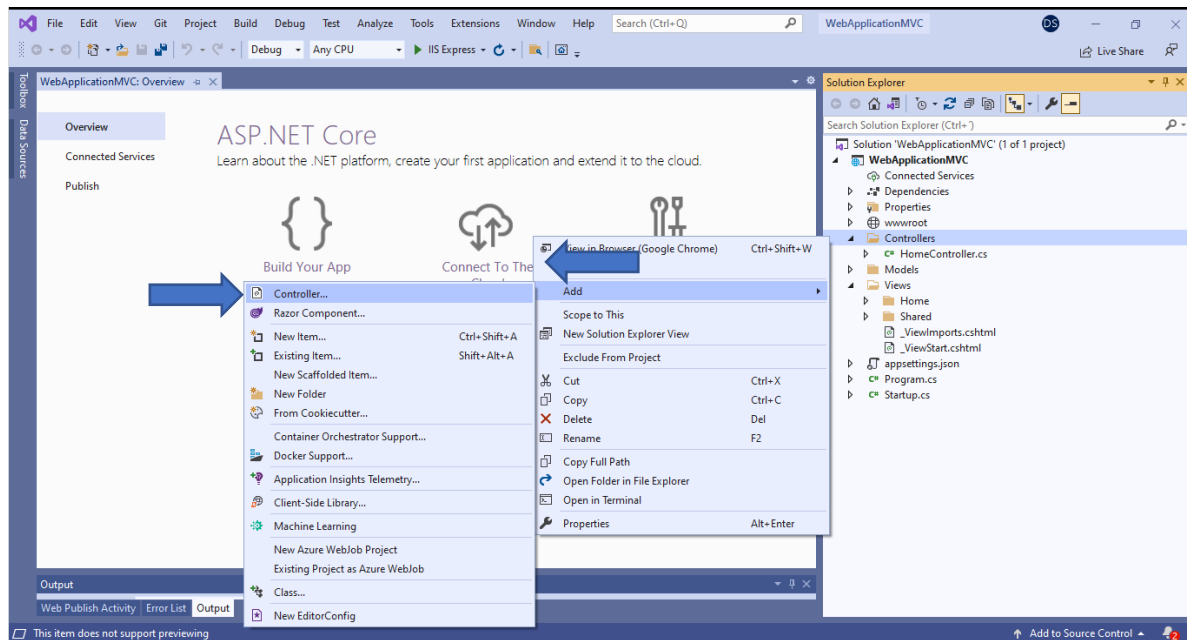 File Edit View Git Project Build Debug Test Analyze Tools Extensions Window Help Search (Ctrl+Q) WebApplicationMVC DS
Debug Any CPU IIS Express Live Share
Toolbox
Data Sources
WebApplicationMVC: Overview
Overview
Connected Services
Publish
ASP.NET Core
Learn about the .NET platform, create your first application and extend it to the cloud.
Build Your App
Connect To The
View in Browser (Google Chrome) Ctrl+Shift+W
Add
Scope to This
New Solution Explorer View
Exclude From Project
Cut Ctrl+X
Copy Ctrl+C
Delete Del
Rename F2
Copy Full Path
Open Folder in File Explorer
Open in Terminal
Properties Alt+Enter
Controller...
Razor Component...
New Item... Ctrl+Shift+A
Existing Item... Shift+Alt+A
New Scaffolded Item...
New Folder
From Cookiecutter...
Container Orchestrator Support...
Docker Support...
Application Insights Telemetry...
Client-Side Library...
Machine Learning
New Azure WebJob Project
Existing Project as Azure WebJob
Class...
New EditorConfig
Solution Explorer
Search Solution Explorer (Ctrl+¨)
Solution 'WebApplicationMVC' (1 of 1 project)
WebApplicationMVC
Connected Services
Dependencies
Properties
wwwroot
Controllers
C# HomeController.cs
Models
Views
Home
Shared
_ViewImports.cshtml
_ViewStart.cshtml
appsettings.json
C# Program.cs
C# Startup.cs
Output
Web Publish Activity Error List Output
This item does not support previewing Add to Source Control 2